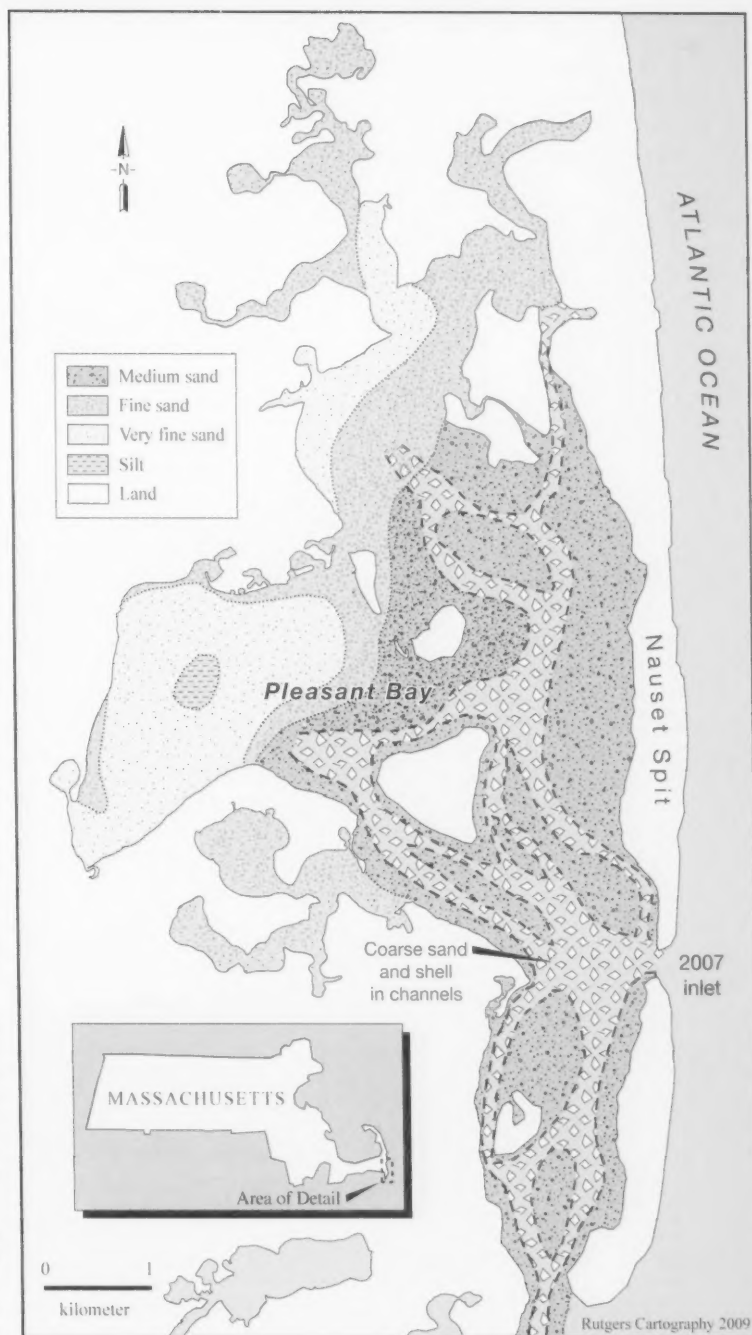 -N-
ATLANTIC OCEAN
Medium sand
Fine sand
Very fine sand
Silt
Land
Pleasant Bay
Nauset Spit
Coarse sand
and shell
in channels
2007
inlet
MASSACHUSETTS
Area of Detail
0 1
kilometer
Rutgers Cartography 2009